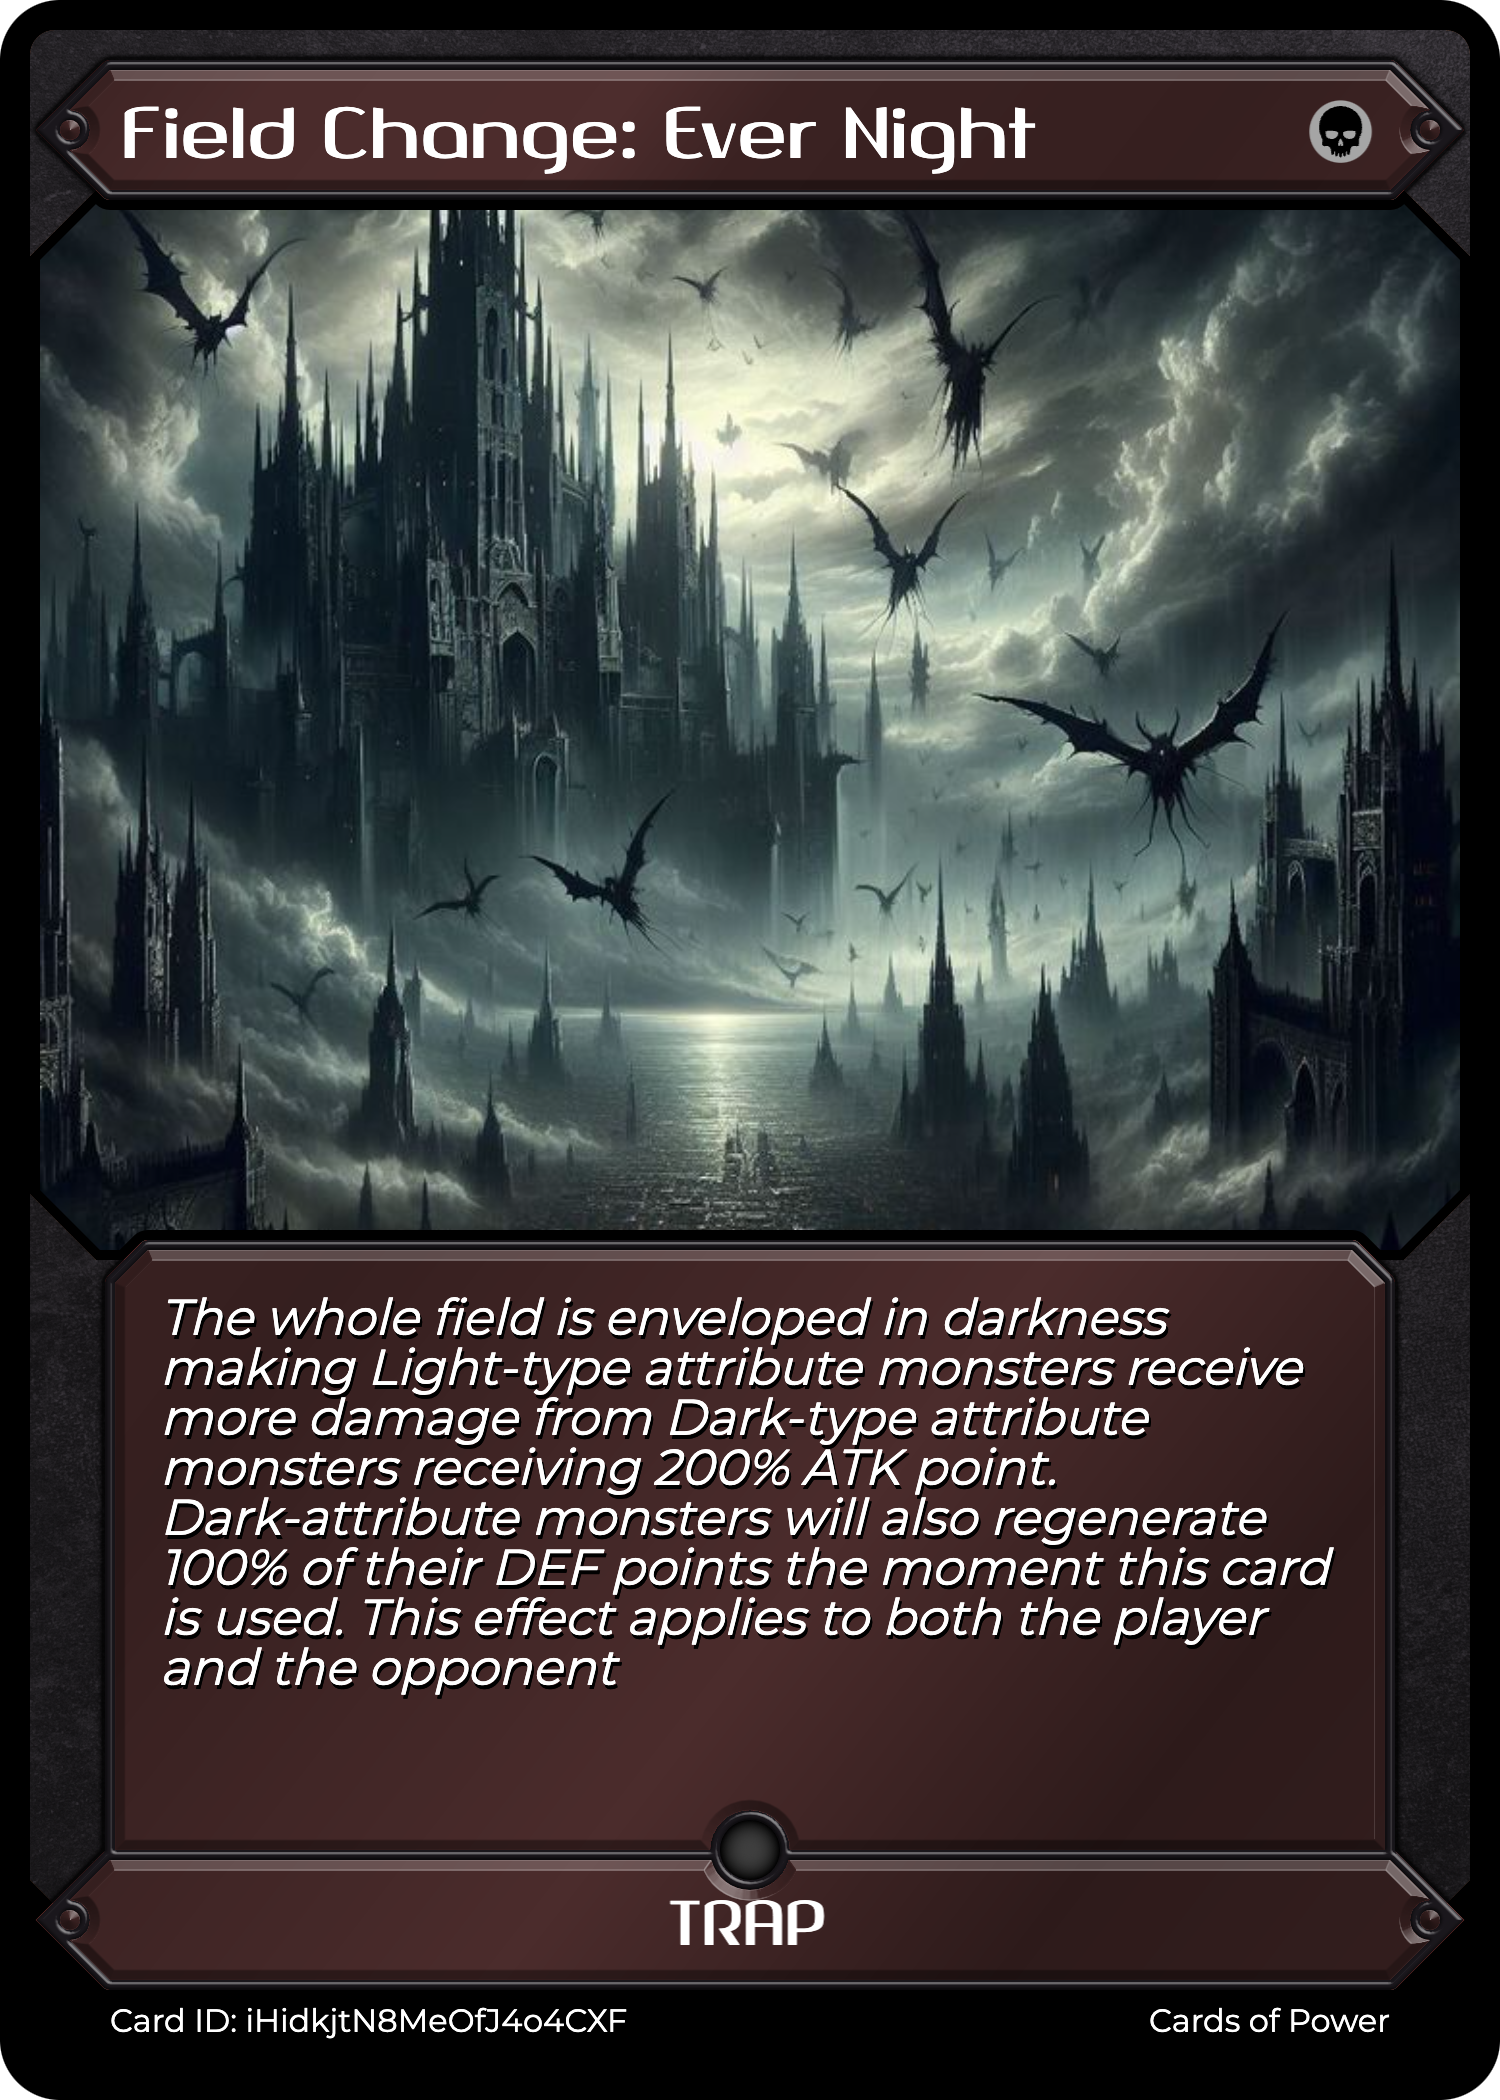 Field Change: Ever Night
The whole field is enveloped in darkness
making Light-type attribute monsters receive
more damage from Dark-type attribute
monsters receiving 200% ATK point.
Dark-attribute monsters will also regenerate
100% of their DEF points the moment this card
is used. This effect applies to both the player
and the opponent
TRAP
Card ID: iHidkjtN8MeOfJ4o4CXF
Cards of Power